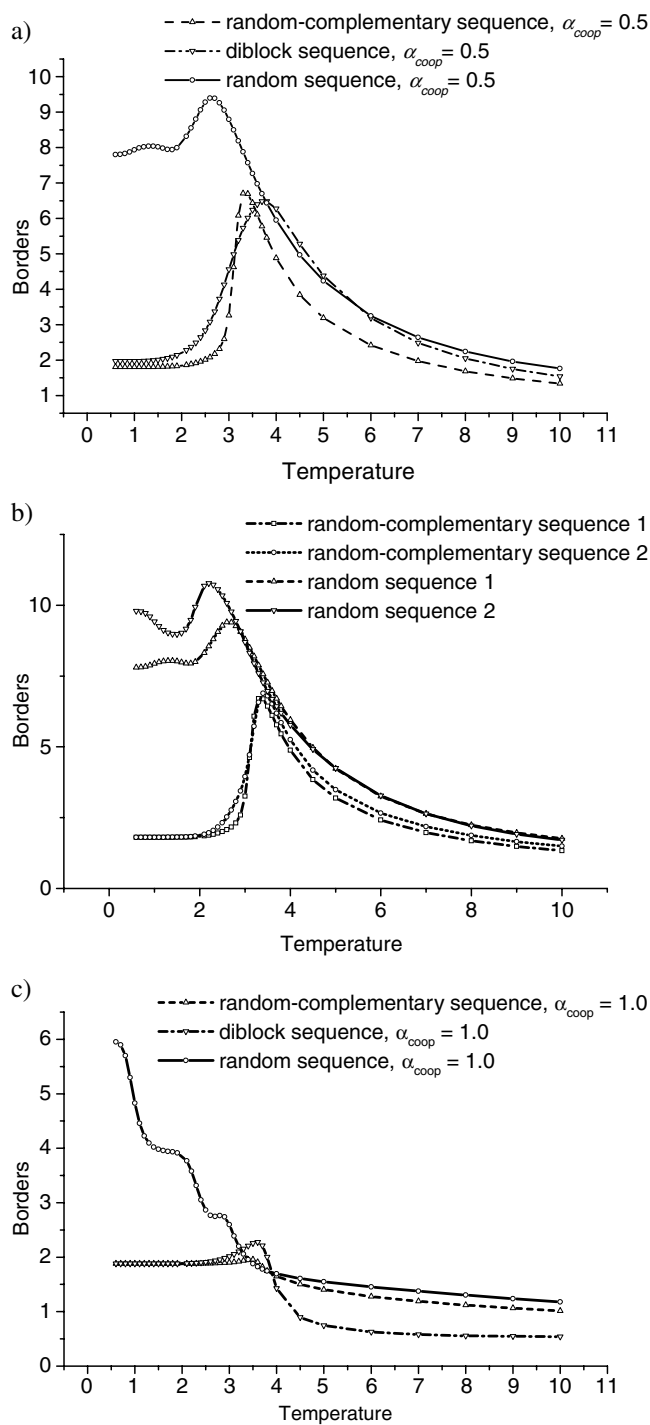 a)
random-complementary sequence, α_coop = 0.5
diblock sequence, α_coop = 0.5
random sequence, α_coop = 0.5
10
9
8
7
6
5
4
3
2
1
Borders
0 1 2 3 4 5 6 7 8 9 10 11
Temperature
b)
random-complementary sequence 1
random-complementary sequence 2
random sequence 1
random sequence 2
10
5
0
Borders
0 2 4 6 8 10
Temperature
c)
random-complementary sequence, α_coop = 1.0
diblock sequence, α_coop = 1.0
random sequence, α_coop = 1.0
6
5
4
3
2
1
0
Borders
0 1 2 3 4 5 6 7 8 9 10 11
Temperature